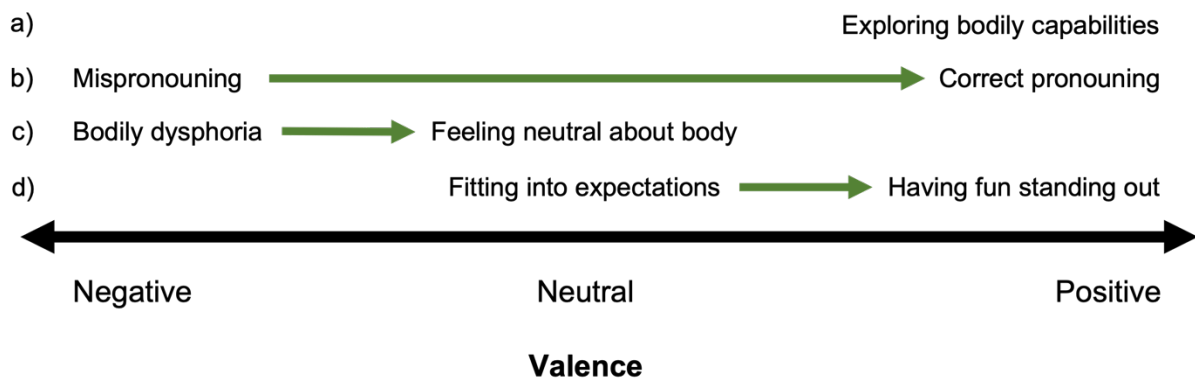 a) Exploring bodily capabilities
b) Mispronouning Correct pronouning
c) Bodily dysphoria Feeling neutral about body
d) Fitting into expectations Having fun standing out
Negative Neutral Positive
Valence